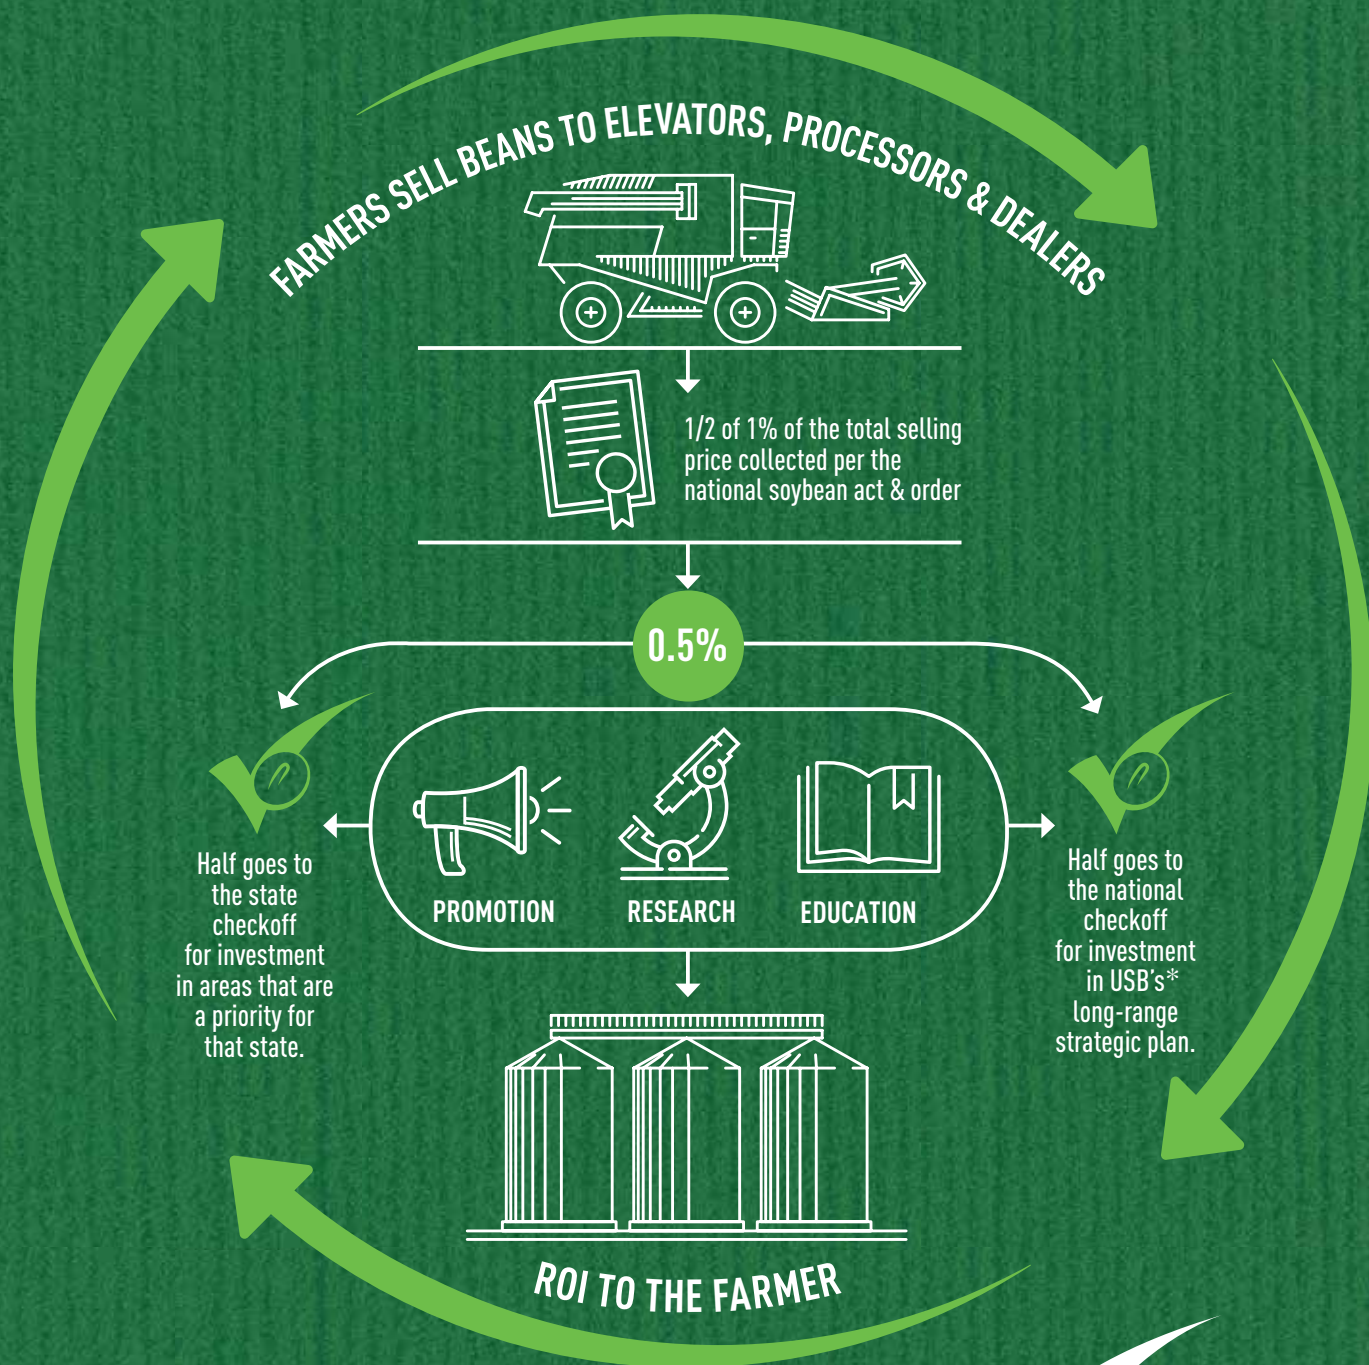 FARMERS SELL BEANS TO ELEVATORS, PROCESSORS & DEALERS
1/2 of 1% of the total selling
price collected per the
national soybean act & order
0.5%
PROMOTION
RESEARCH
EDUCATION
Half goes to
the state
checkoff
for investment
in areas that are
a priority for
that state.
Half goes to
the national
checkoff
for investment
in USB's*
long-range
strategic plan.
ROI TO THE FARMER